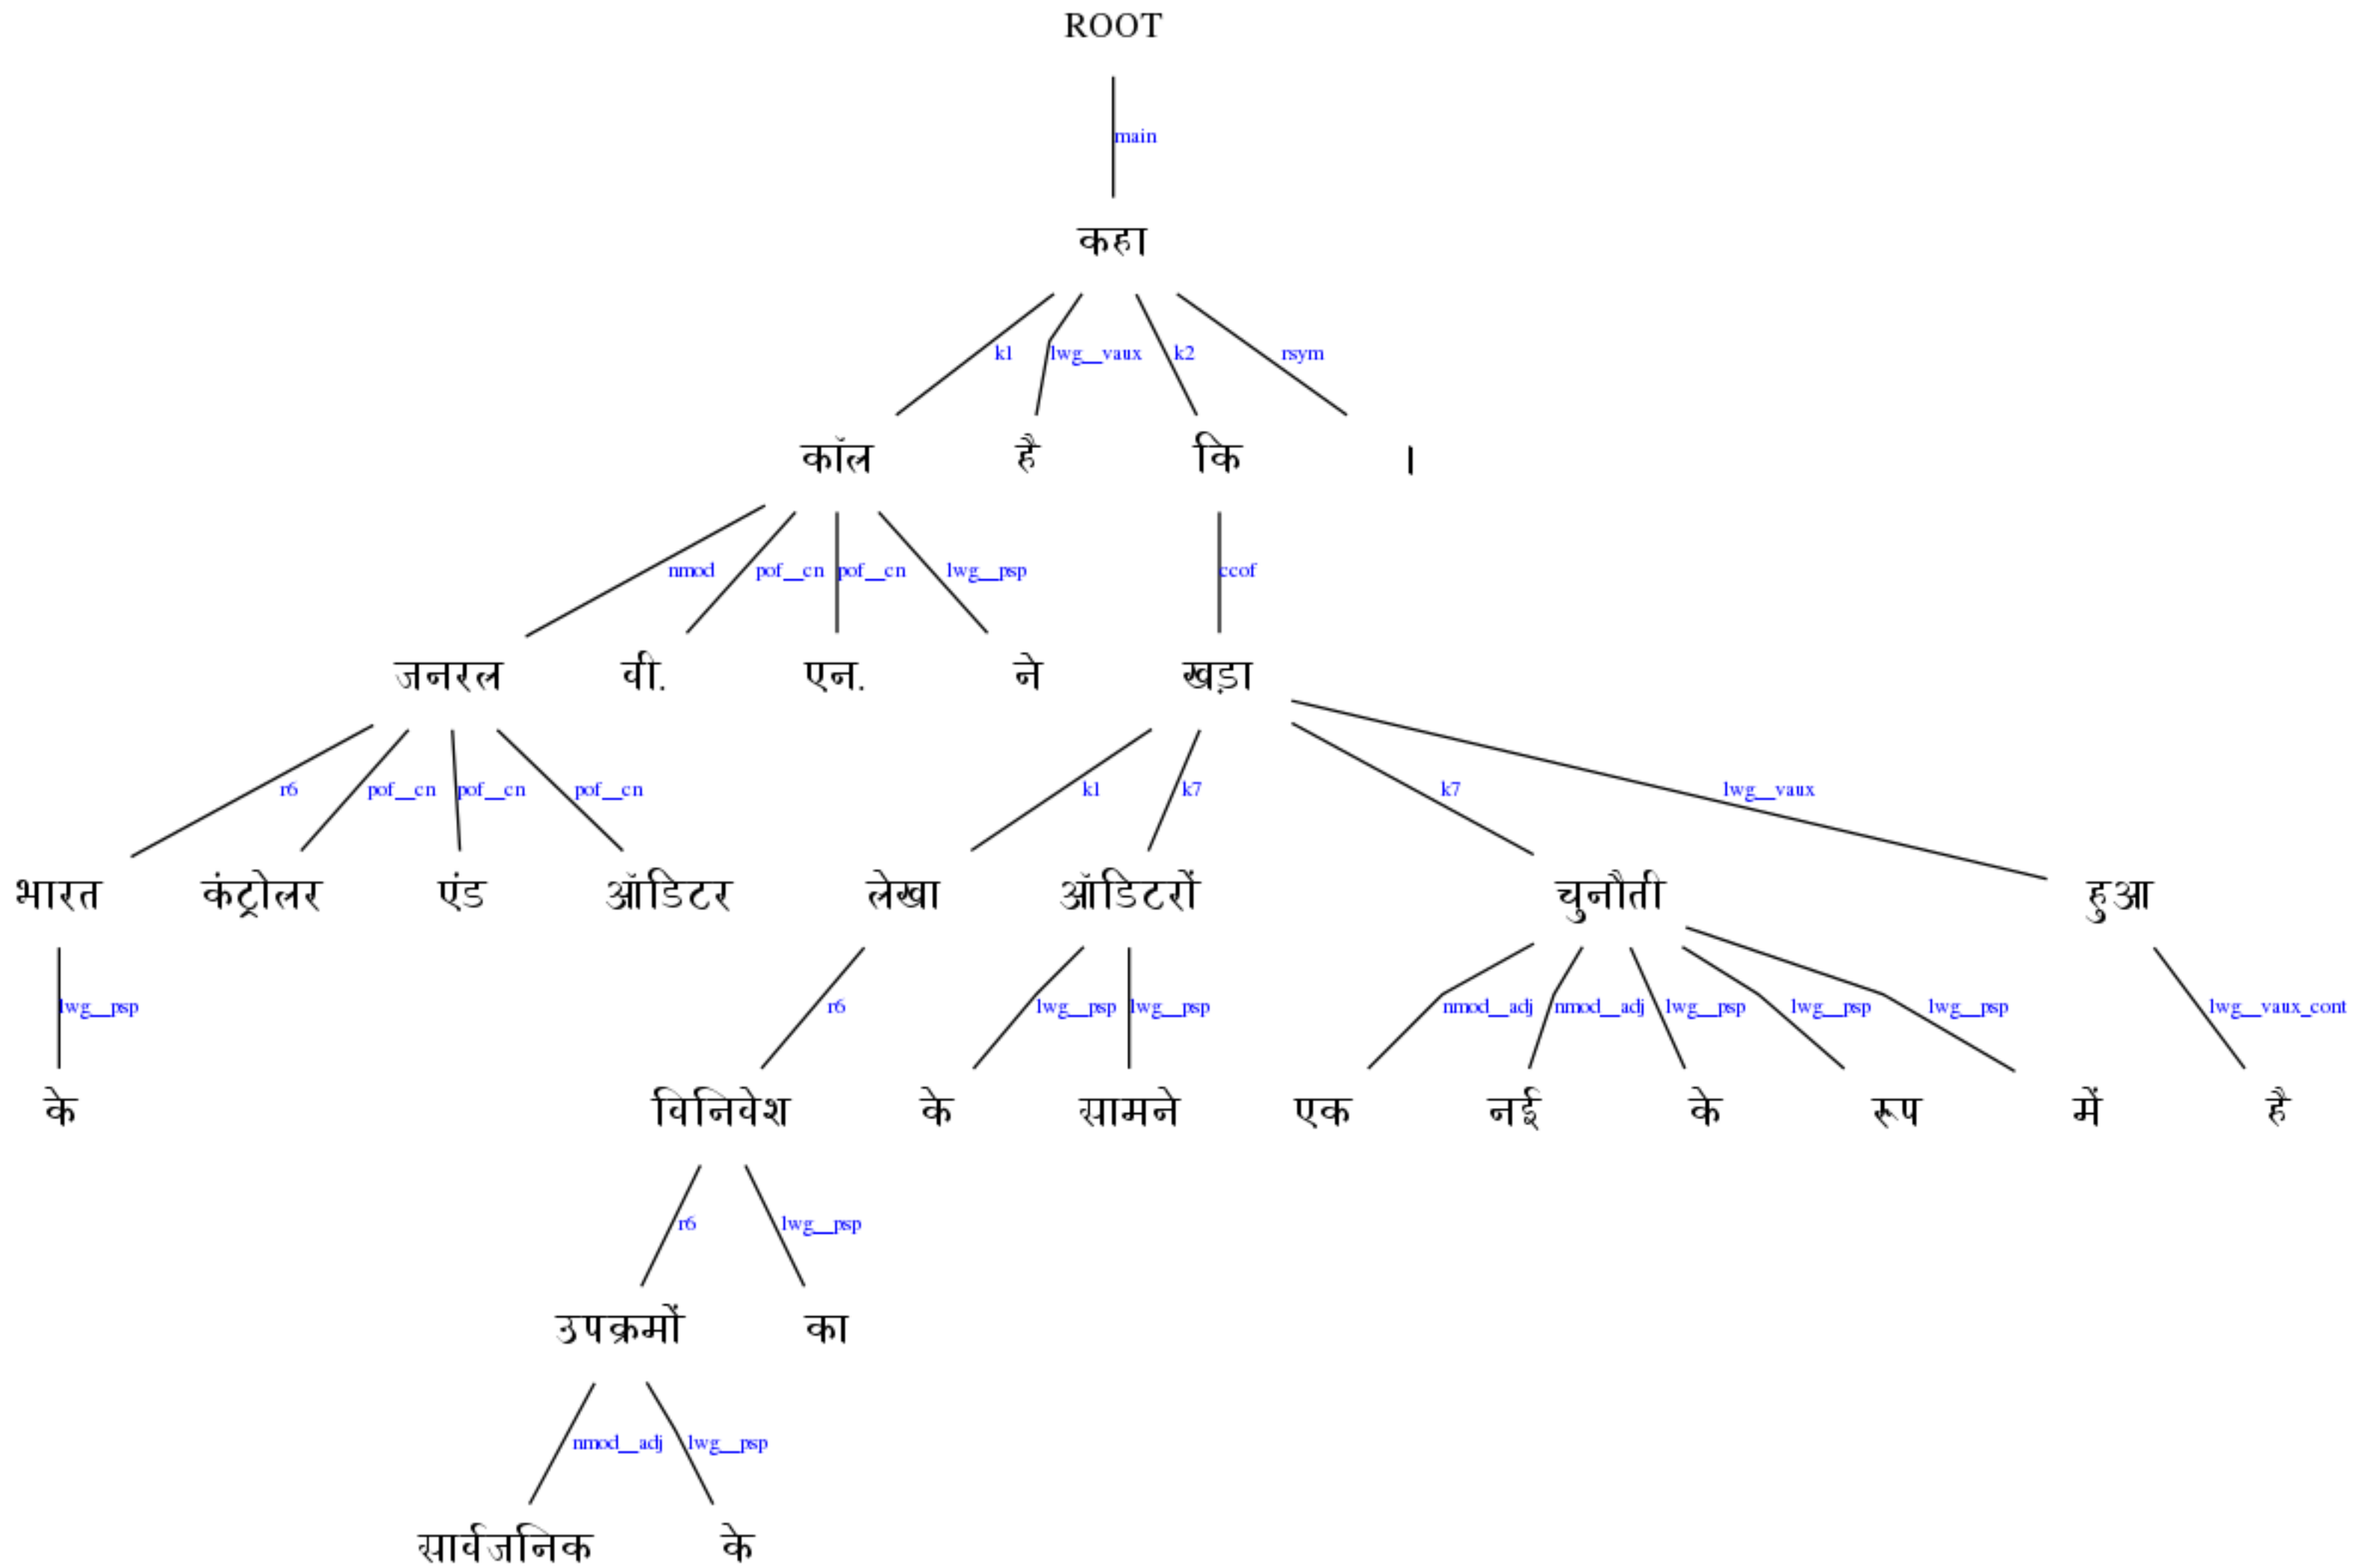 ROOT
main
कहा
k1 lwg__vaux k2 rsym
कॉल है कि ।
nmod pof__cn pof__cn lwg__psp ccof
जनरल वी. एन. ने खड़ा
r6 pof__cn pof__cn pof__cn k1 k7 k7 lwg__vaux
भारत कंट्रोलर एंड ऑडिटर लेखा ऑडिटरों चुनौती हुआ
lwg__psp r6 lwg__psp lwg__psp nmod__adj nmod__adj lwg__psp lwg__psp lwg__psp lwg__vaux_cont
के विनिवेश के सामने एक नई के रूप में है
r6 lwg__psp
उपक्रमों का
nmod__adj lwg__psp
सार्वजनिक के